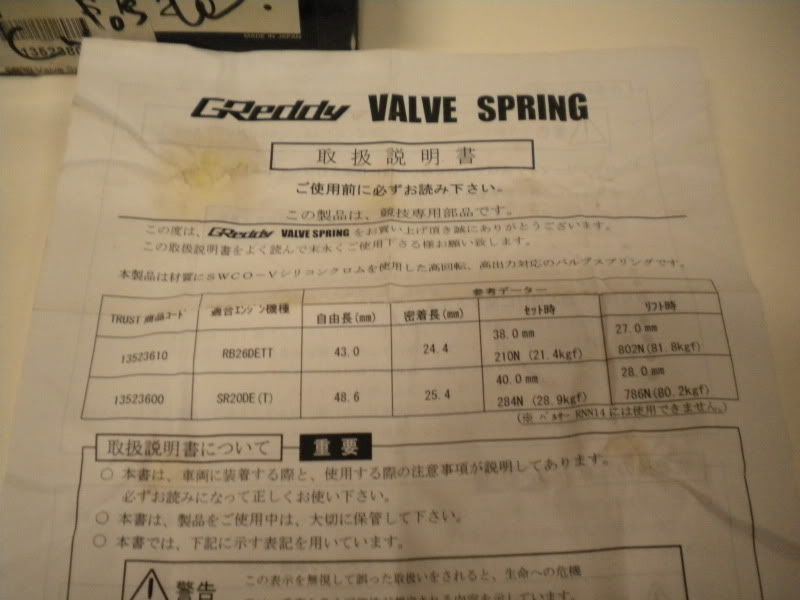 MADE IN JAPAN
GReddy VALVE SPRING
取扱説明書
ご使用前に必ずお読み下さい。
この製品は、競技専用部品です。
この度は、GReddy VALVE SPRINGをお買い上げ頂き誠にありがとうございます。
この取扱説明書をよく読んで末永くご使用下さる様お願い致します。
本製品は材質にSWCO-Vシリコンクロムを使用した高回転、高出力対応のバルブスプリングです。
参考データー
TRUST 商品コード 適合エンジン機種 自由長(mm) 密着長(mm) セット時 リフト時
13523610 RB26DETT 43.0 24.4 38.0mm 27.0mm
210N (21.4kgf) 802N(81.8kgf)
13523600 SR20DE(T) 48.6 25.4 40.0mm 28.0mm
284N (28.9kgf) 786N(80.2kgf)
(※ パルサー RNN14には使用できません。)
取扱説明書について 重要
○ 本書は、車両に装着する際と、使用する際の注意事項が説明してあります。
必ずお読みになって正しくお使い下さい。
○ 本書は、製品をご使用中は、大切に保管して下さい。
○ 本書では、下記に示す表記を用いています。
警告 この表示を無視して誤った取扱いをされると、生命への危機